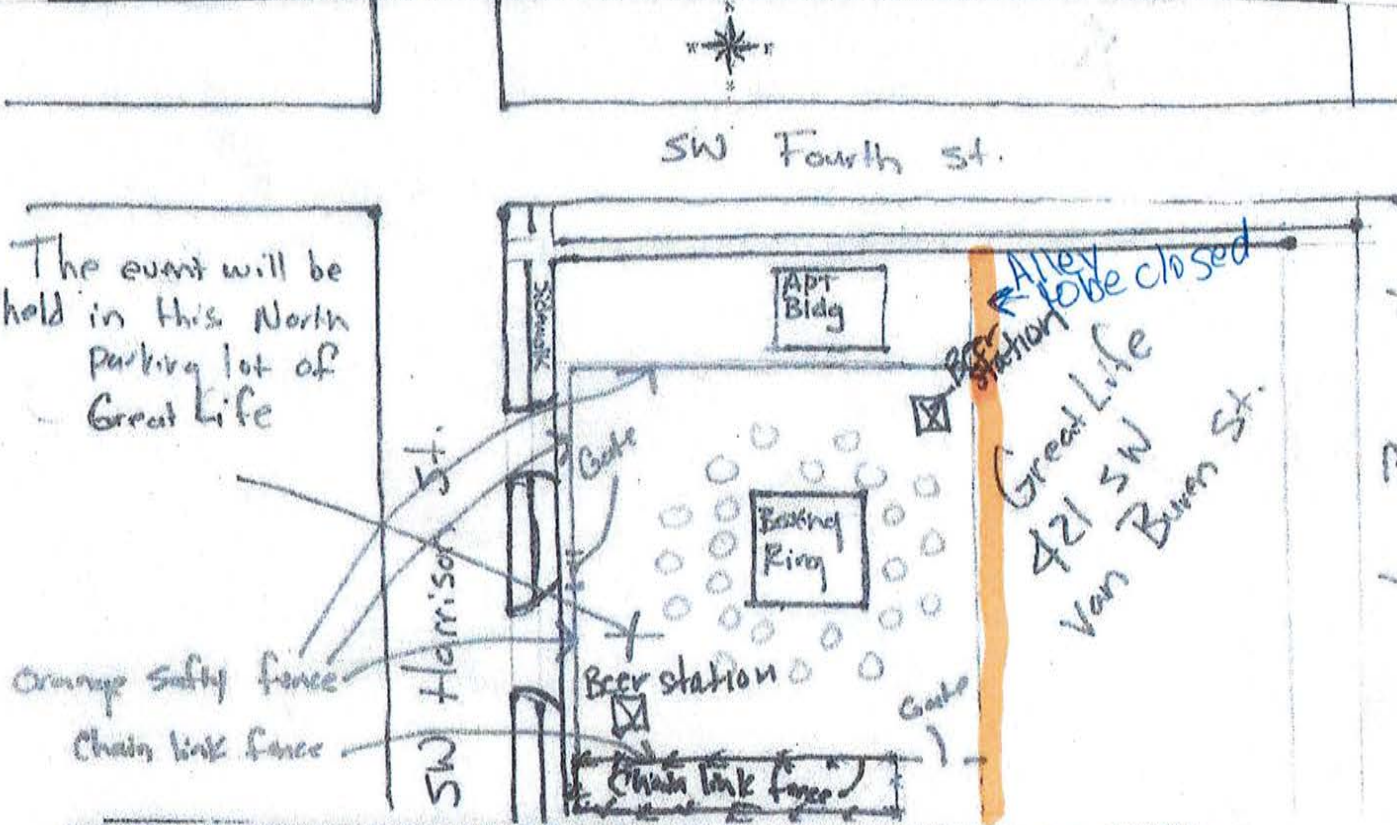 N
W E
S
SW Fourth St.
The event will be
held in this North
parking lot of
Great Life
Sidewalk
Apt
Bldg
Alley
to be closed
Beer
station
Great Life
421 SW
Van Buren St.
Gate
Boxing
Ring
SW Harrison St.
Orange Safty fence
Beer station
Gate
Chain link fence
Chain link fence